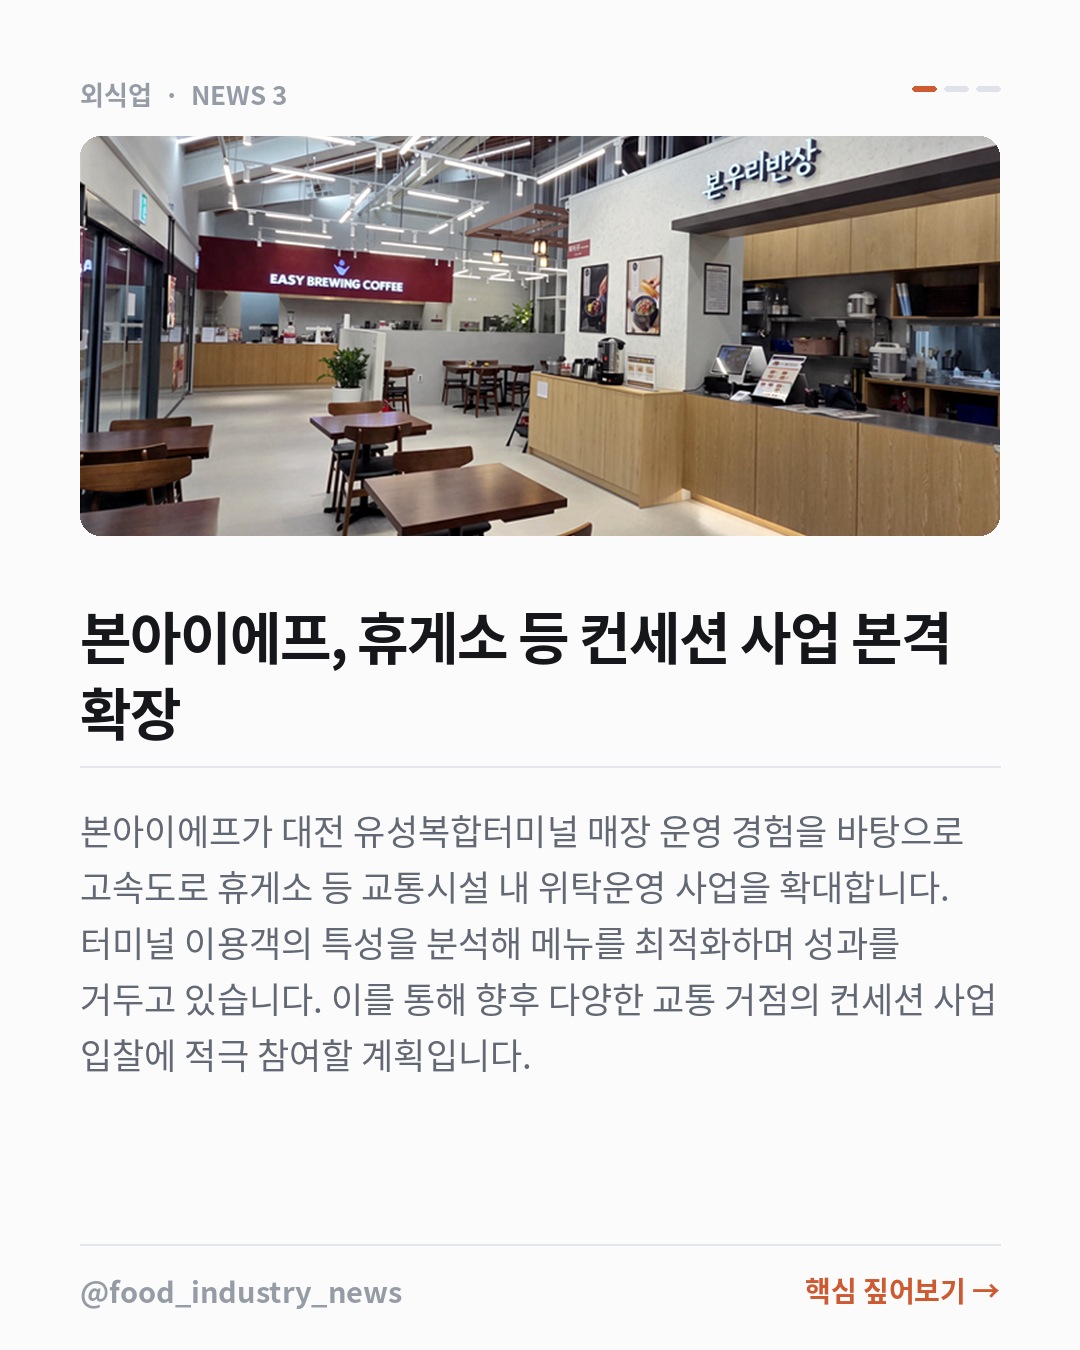 외식업 · NEWS 3
본우리반상
EASY BREWING COFFEE
본아이에프, 휴게소 등 컨세션 사업 본격
확장
본아이에프가 대전 유성복합터미널 매장 운영 경험을 바탕으로
고속도로 휴게소 등 교통시설 내 위탁운영 사업을 확대합니다.
터미널 이용객의 특성을 분석해 메뉴를 최적화하며 성과를
거두고 있습니다. 이를 통해 향후 다양한 교통 거점의 컨세션 사업
입찰에 적극 참여할 계획입니다.
@food_industry_news
핵심 짚어보기 →